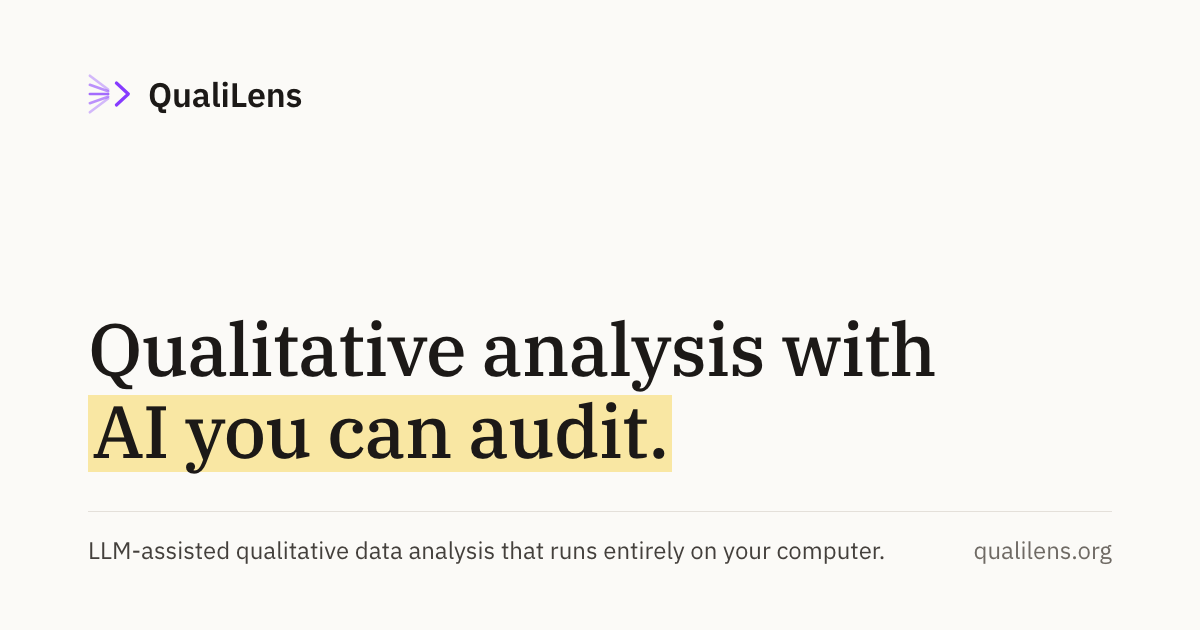 QualiLens
Qualitative analysis with
AI you can audit.
LLM-assisted qualitative data analysis that runs entirely on your computer.
qualilens.org